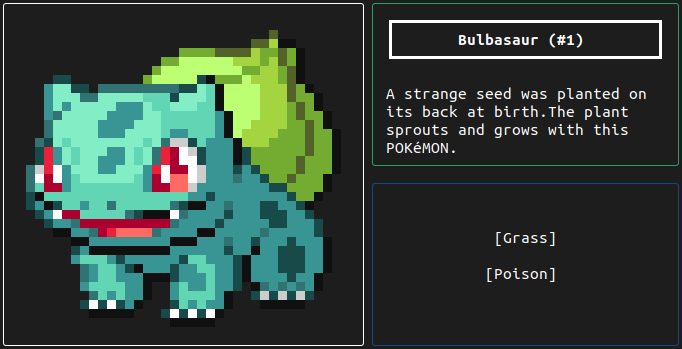 Bulbasaur (#1)
A strange seed was planted on
its back at birth.The plant
sprouts and grows with this
POKéMON.
[Grass]
[Poison]